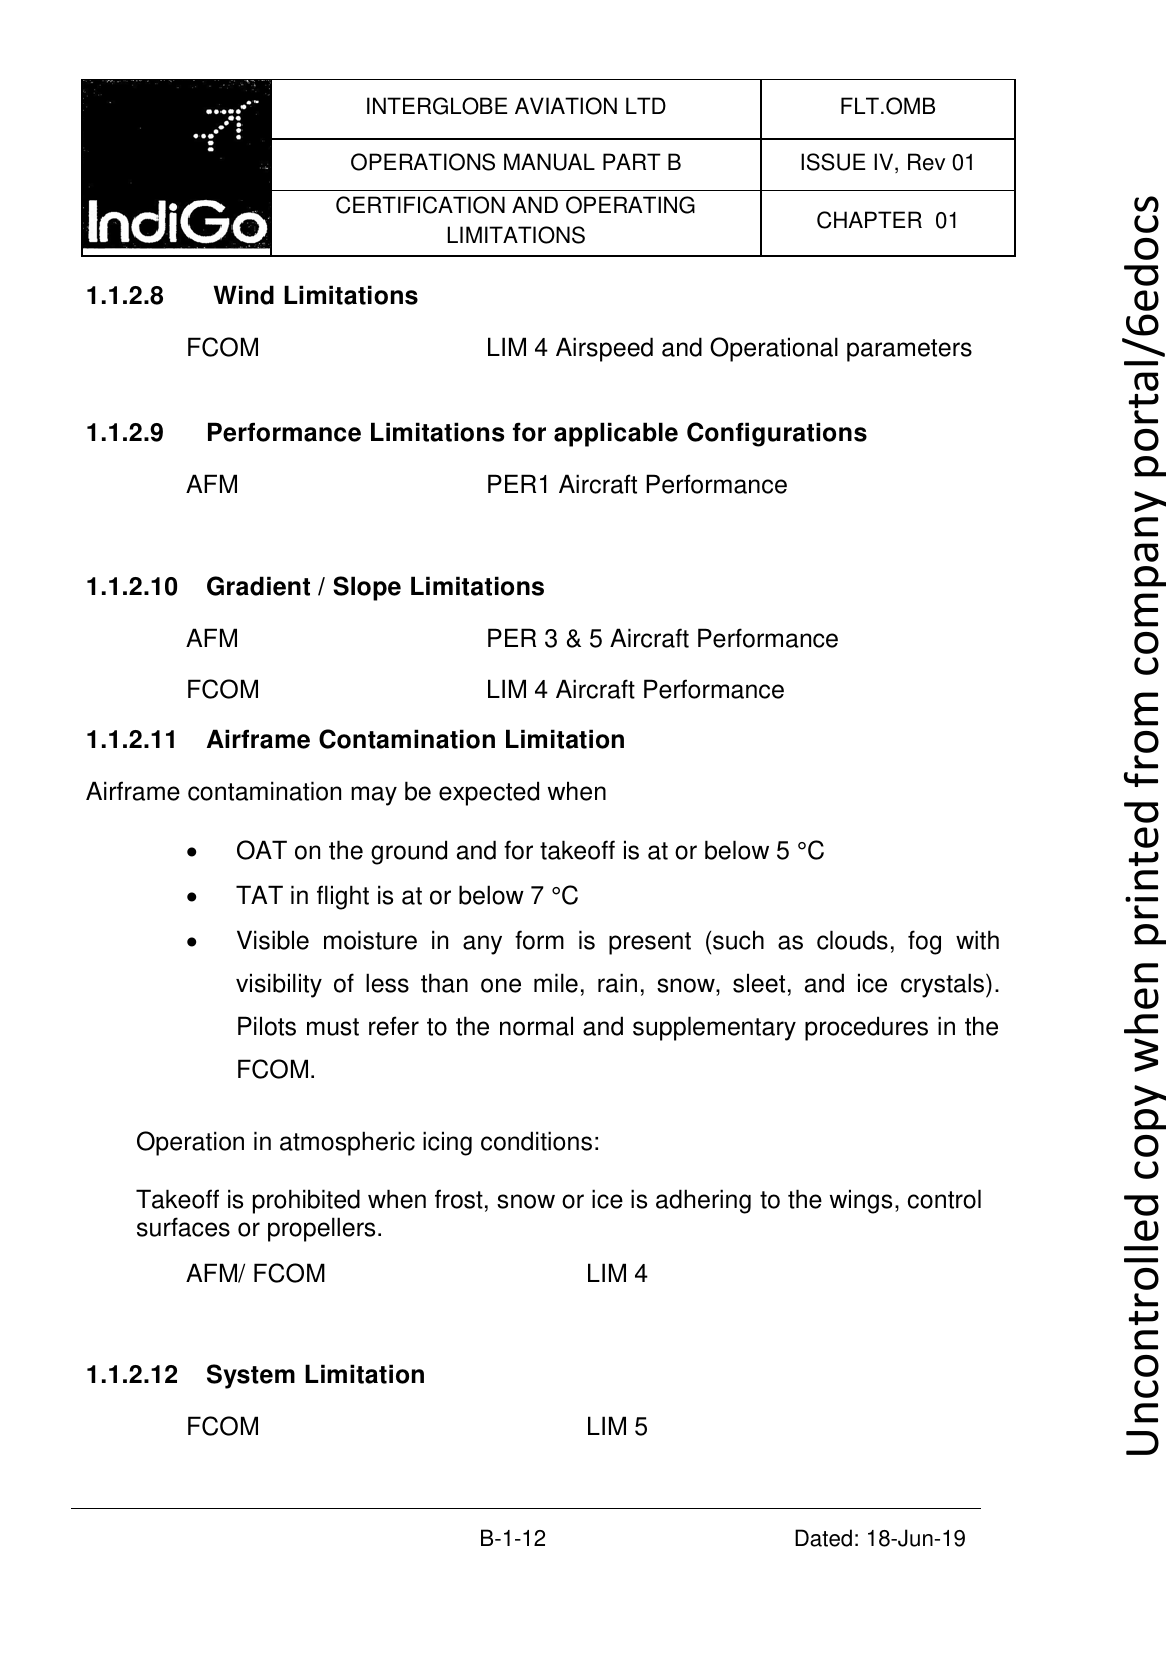 IndiGo
INTERGLOBE AVIATION LTD
FLT.OMB
OPERATIONS MANUAL PART B
ISSUE IV, Rev 01
CERTIFICATION AND OPERATING
LIMITATIONS
CHAPTER 01
1.1.2.8 Wind Limitations
FCOM LIM 4 Airspeed and Operational parameters
1.1.2.9 Performance Limitations for applicable Configurations
AFM PER1 Aircraft Performance
1.1.2.10 Gradient / Slope Limitations
AFM PER 3 & 5 Aircraft Performance
FCOM LIM 4 Aircraft Performance
1.1.2.11 Airframe Contamination Limitation
Airframe contamination may be expected when
• OAT on the ground and for takeoff is at or below 5 °C
• TAT in flight is at or below 7 °C
• Visible moisture in any form is present (such as clouds, fog with
visibility of less than one mile, rain, snow, sleet, and ice crystals).
Pilots must refer to the normal and supplementary procedures in the
FCOM.
Operation in atmospheric icing conditions:
Takeoff is prohibited when frost, snow or ice is adhering to the wings, control
surfaces or propellers.
AFM/ FCOM LIM 4
1.1.2.12 System Limitation
FCOM LIM 5
B-1-12 Dated: 18-Jun-19
Uncontrolled copy when printed from company portal/6edocs